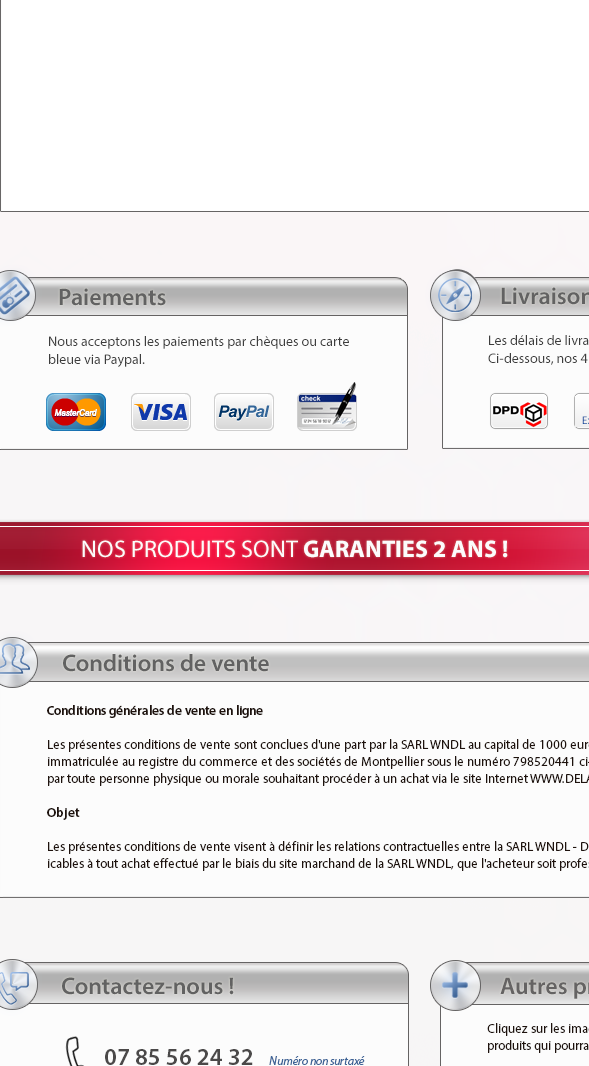 Paiements
Nous acceptons les paiements par chèques ou carte
bleue via Paypal.
MasterCard
VISA
PayPal
check
Livraison
Les délais de livra
Ci-dessous, nos 4
DPD
NOS PRODUITS SONT GARANTIES 2 ANS !
Conditions de vente
Conditions générales de vente en ligne
Les présentes conditions de vente sont conclues d'une part par la SARL WNDL au capital de 1000 eur
immatriculée au registre du commerce et des sociétés de Montpellier sous le numéro 798520441 ci-
par toute personne physique ou morale souhaitant procéder à un achat via le site Internet WWW.DELA
Objet
Les présentes conditions de vente visent à définir les relations contractuelles entre la SARL WNDL - D
icables à tout achat effectué par le biais du site marchand de la SARL WNDL, que l'acheteur soit profes
Contactez-nous !
07 85 56 24 32 Numéro non surtaxé
Autres pr
Cliquez sur les ima
produits qui pourra